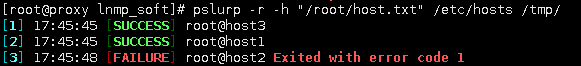 [root@proxy lnmp_soft]# pslurp -r -h "/root/host.txt" /etc/hosts /tmp/
[1] 17:45:45 [SUCCESS] root@host3
[2] 17:45:45 [SUCCESS] root@host1
[3] 17:45:48 [FAILURE] root@host2 Exited with error code 1